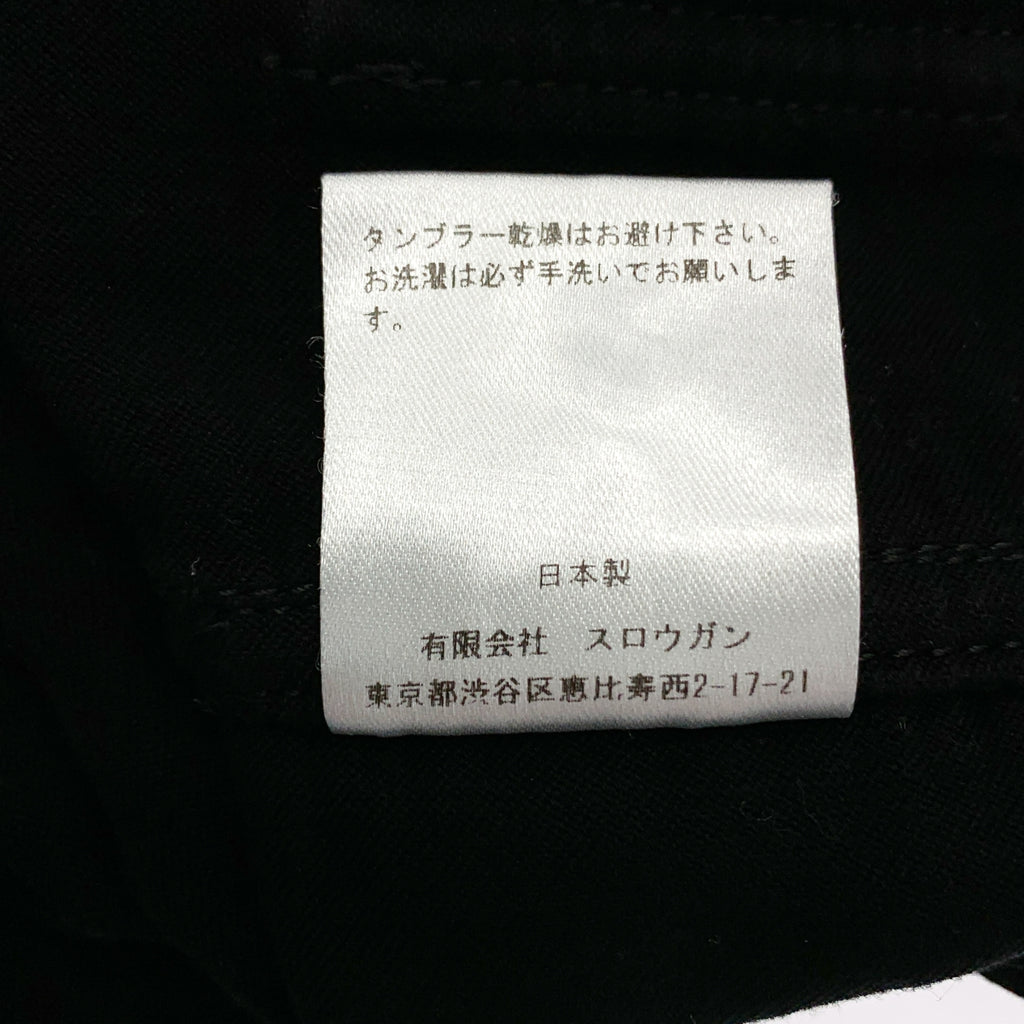 タンブラー乾燥はお避け下さい。
お洗濯は必ず手洗いでお願いしま
す。
日本製
有限会社　スロウガン
東京都渋谷区恵比寿西2-17-21